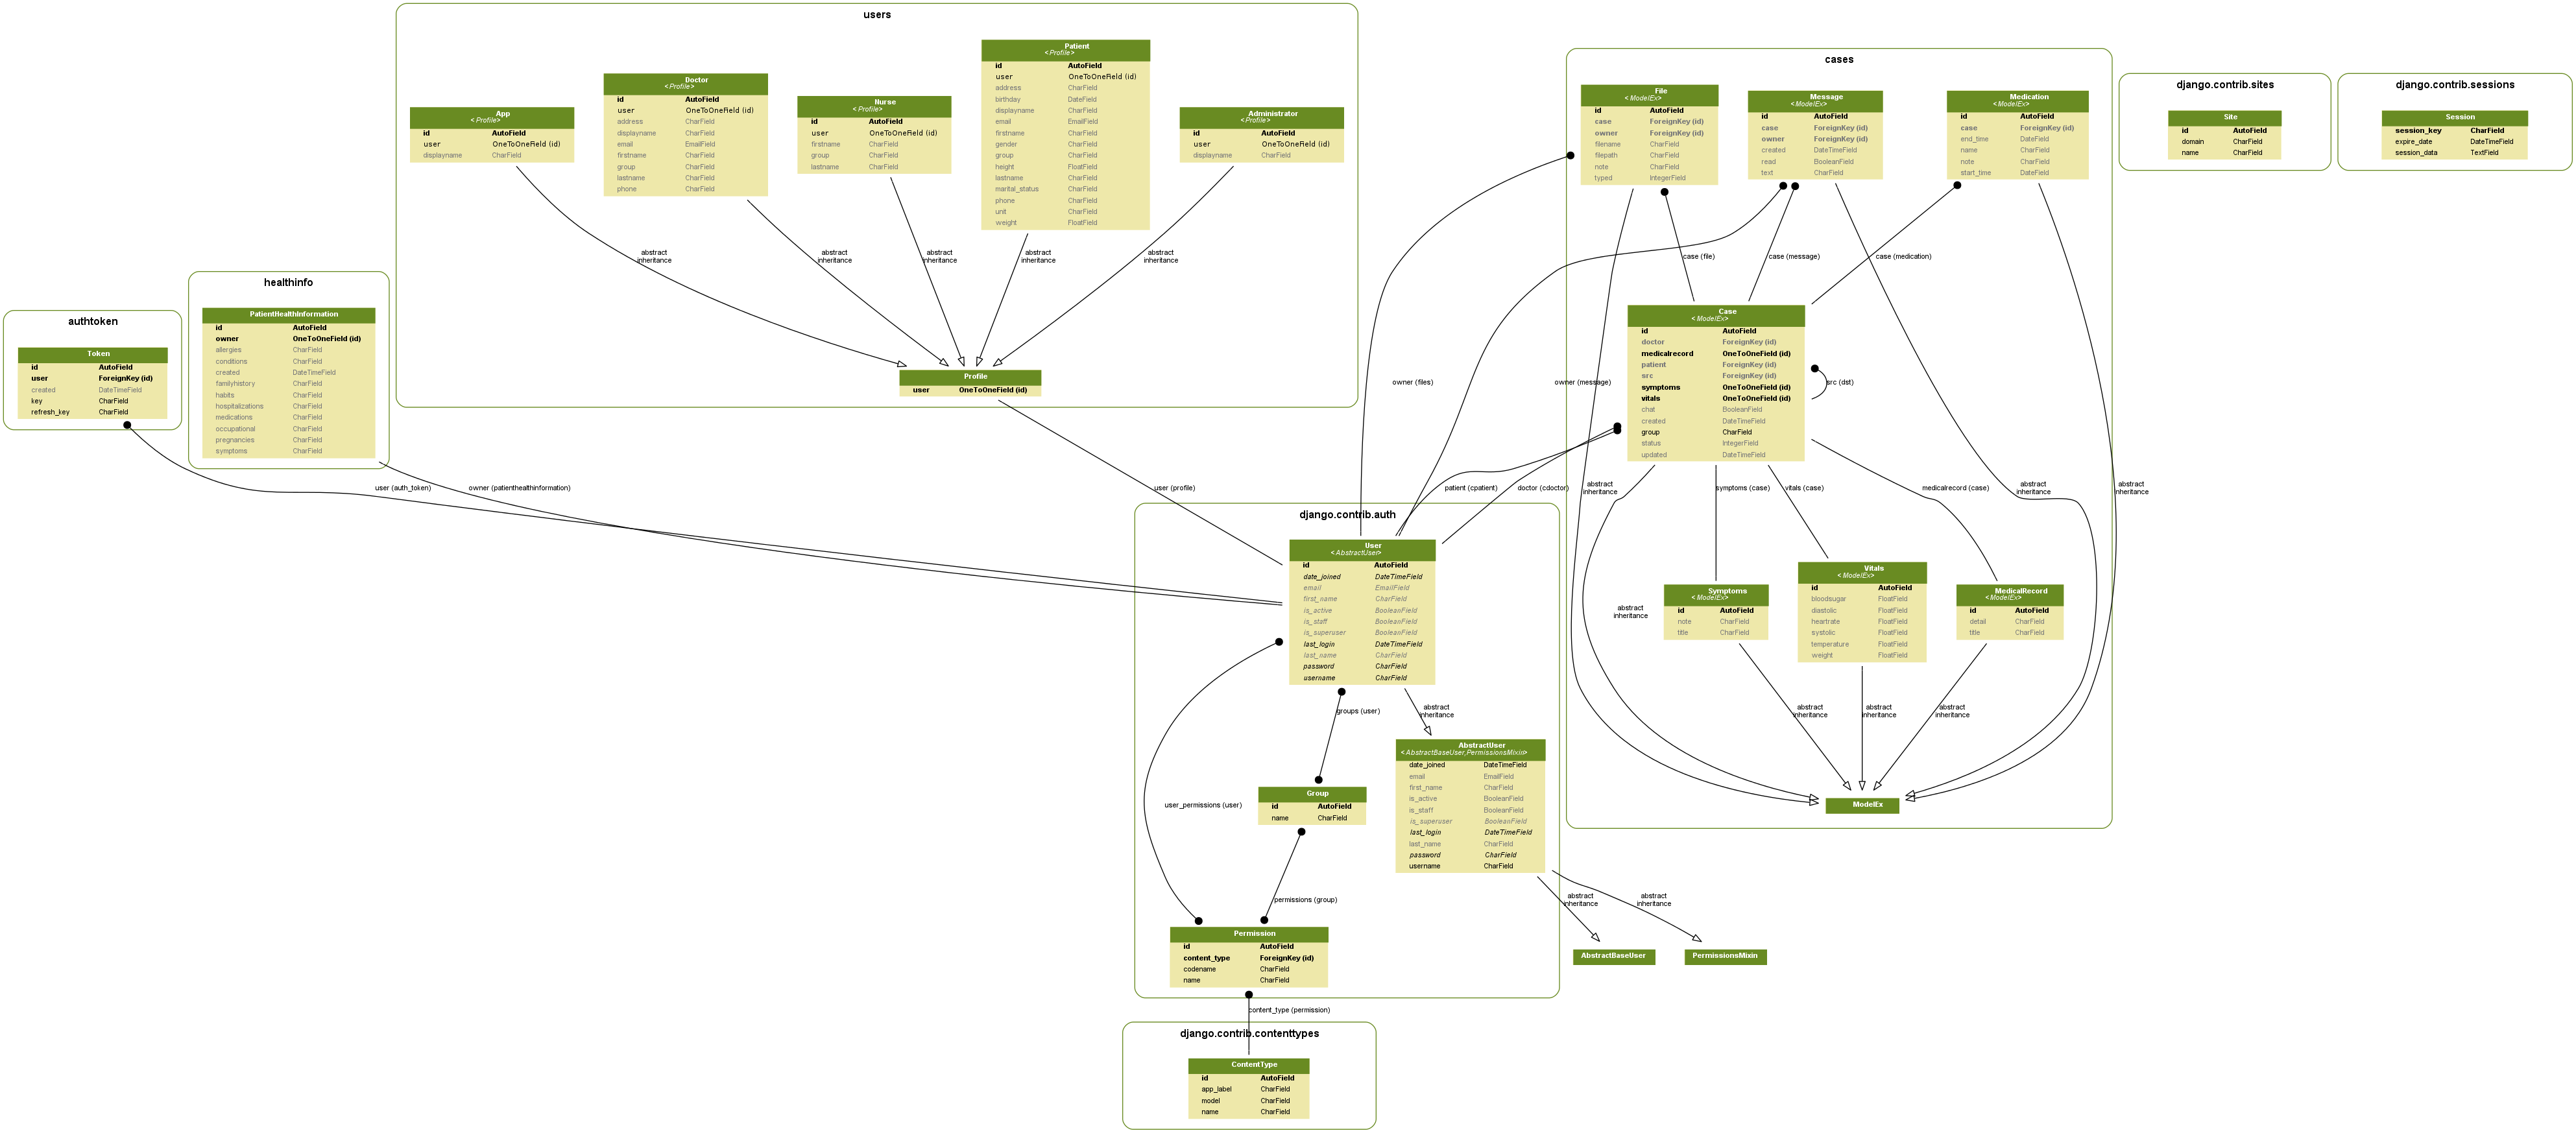 users
App
< Profile>
id AutoField
user OneToOneField (id)
displayname CharField
Doctor
< Profile>
id AutoField
user OneToOneField (id)
address CharField
displayname CharField
email EmailField
firstname CharField
group CharField
lastname CharField
phone CharField
Nurse
< Profile>
id AutoField
user OneToOneField (id)
firstname CharField
group CharField
lastname CharField
Patient
< Profile>
id AutoField
user OneToOneField (id)
address CharField
birthday DateField
displayname CharField
email EmailField
firstname CharField
gender CharField
group CharField
height FloatField
lastname CharField
marital_status CharField
phone CharField
unit CharField
weight FloatField
Administrator
< Profile>
id AutoField
user OneToOneField (id)
displayname CharField
abstract
inheritance
abstract
inheritance
abstract
inheritance
abstract
inheritance
abstract
inheritance
Profile
user OneToOneField (id)
cases
File
< ModelEx>
id AutoField
case ForeignKey (id)
owner ForeignKey (id)
filename CharField
filepath CharField
note CharField
typed IntegerField
Message
< ModelEx>
id AutoField
case ForeignKey (id)
owner ForeignKey (id)
created DateTimeField
read BooleanField
text CharField
Medication
< ModelEx>
id AutoField
case ForeignKey (id)
end_time DateField
name CharField
note CharField
start_time DateField
case (file)
case (message)
case (medication)
Case
< ModelEx>
id AutoField
doctor ForeignKey (id)
medicalrecord OneToOneField (id)
patient ForeignKey (id)
src ForeignKey (id)
symptoms OneToOneField (id)
vitals OneToOneField (id)
chat BooleanField
created DateTimeField
group CharField
status IntegerField
updated DateTimeField
src (dst)
owner (files)
owner (message)
patient (cpatient)
doctor (cdoctor)
abstract
inheritance
symptoms (case)
vitals (case)
medicalrecord (case)
abstract
inheritance
abstract
inheritance
abstract
inheritance
Symptoms
< ModelEx>
id AutoField
note CharField
title CharField
Vitals
< ModelEx>
id AutoField
bloodsugar FloatField
diastolic FloatField
heartrate FloatField
systolic FloatField
temperature FloatField
weight FloatField
MedicalRecord
< ModelEx>
id AutoField
detail CharField
title CharField
abstract
inheritance
abstract
inheritance
abstract
inheritance
ModelEx
django.contrib.sites
Site
id AutoField
domain CharField
name CharField
django.contrib.sessions
Session
session_key CharField
expire_date DateTimeField
session_data TextField
authtoken
Token
id AutoField
user ForeignKey (id)
created DateTimeField
key CharField
refresh_key CharField
healthinfo
PatientHealthInformation
id AutoField
owner OneToOneField (id)
allergies CharField
conditions CharField
created DateTimeField
familyhistory CharField
habits CharField
hospitalizations CharField
medications CharField
occupational CharField
pregnancies CharField
symptoms CharField
user (auth_token)
owner (patienthealthinformation)
user (profile)
django.contrib.auth
User
< AbstractUser>
id AutoField
date_joined DateTimeField
email EmailField
first_name CharField
is_active BooleanField
is_staff BooleanField
is_superuser BooleanField
last_login DateTimeField
last_name CharField
password CharField
username CharField
groups (user)
abstract
inheritance
user_permissions (user)
Group
id AutoField
name CharField
AbstractUser
< AbstractBaseUser,PermissionsMixin>
date_joined DateTimeField
email EmailField
first_name CharField
is_active BooleanField
is_staff BooleanField
is_superuser BooleanField
last_login DateTimeField
last_name CharField
password CharField
username CharField
permissions (group)
abstract
inheritance
abstract
inheritance
Permission
id AutoField
content_type ForeignKey (id)
codename CharField
name CharField
AbstractBaseUser
PermissionsMixin
content_type (permission)
django.contrib.contenttypes
ContentType
id AutoField
app_label CharField
model CharField
name CharField